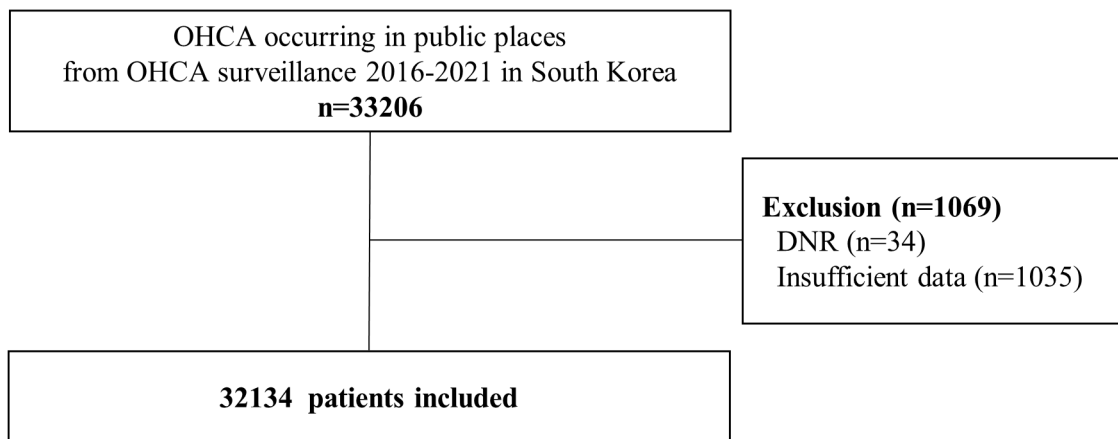 OHCA occurring in public places
from OHCA surveillance 2016-2021 in South Korea
n=33206
Exclusion (n=1069)
DNR (n=34)
Insufficient data (n=1035)
32134 patients included